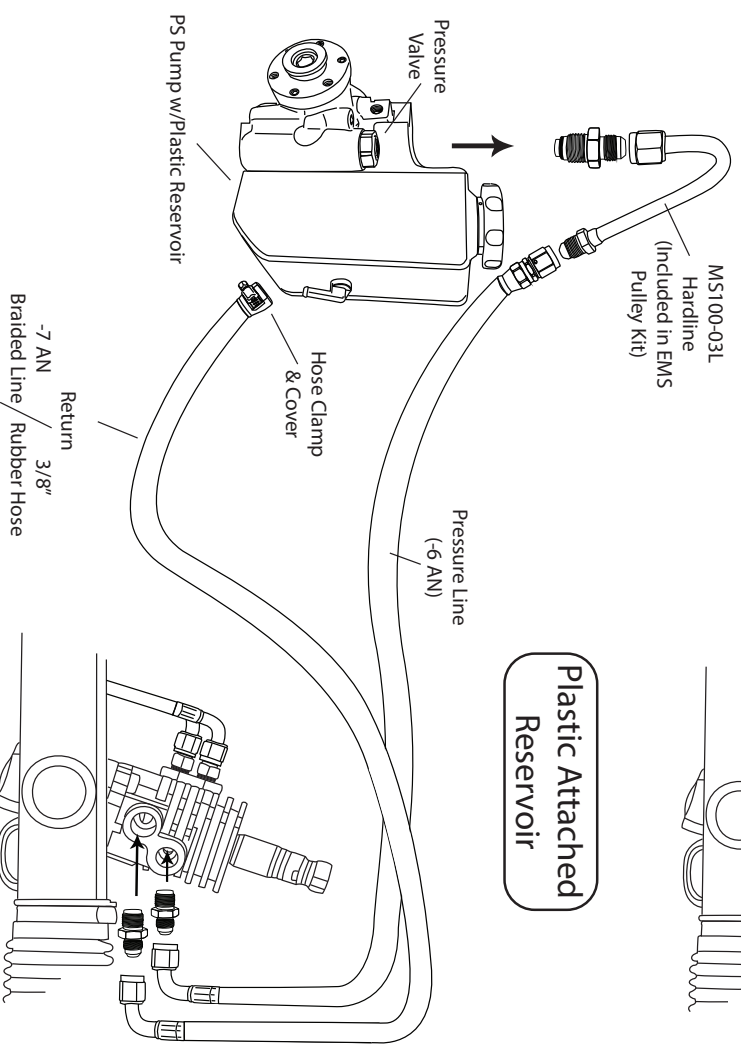 Plastic Attached
Reservoir
MS100-03L
Hardline
(Included in EMS
Pulley Kit)
Pressure
Valve
PS Pump w/Plastic Reservoir
Hose Clamp
& Cover
Pressure Line
(-6 AN)
Return
-7 AN
Braided Line
3/8"
Rubber Hose